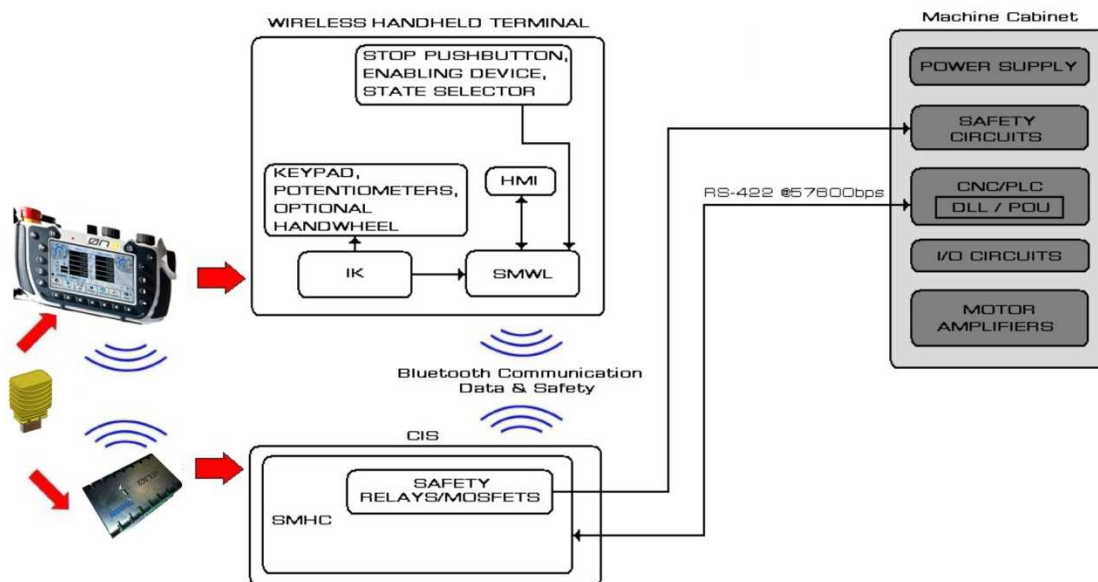 WIRELESS HANDHELD TERMINAL
STOP PUSHBUTTON,
ENABLING DEVICE,
STATE SELECTOR
KEYPAD,
POTENTIOMETERS,
OPTIONAL
HANDWHEEL
HMI
IK
SMWL
Bluetooth Communication
Data & Safety
CIS
SAFETY
RELAYS/MOSFETS
SMHC
RS-422 @57600bps
Machine Cabinet
POWER SUPPLY
SAFETY
CIRCUITS
CNC/PLC
DLL / POU
I/O CIRCUITS
MOTOR
AMPLIFIERS